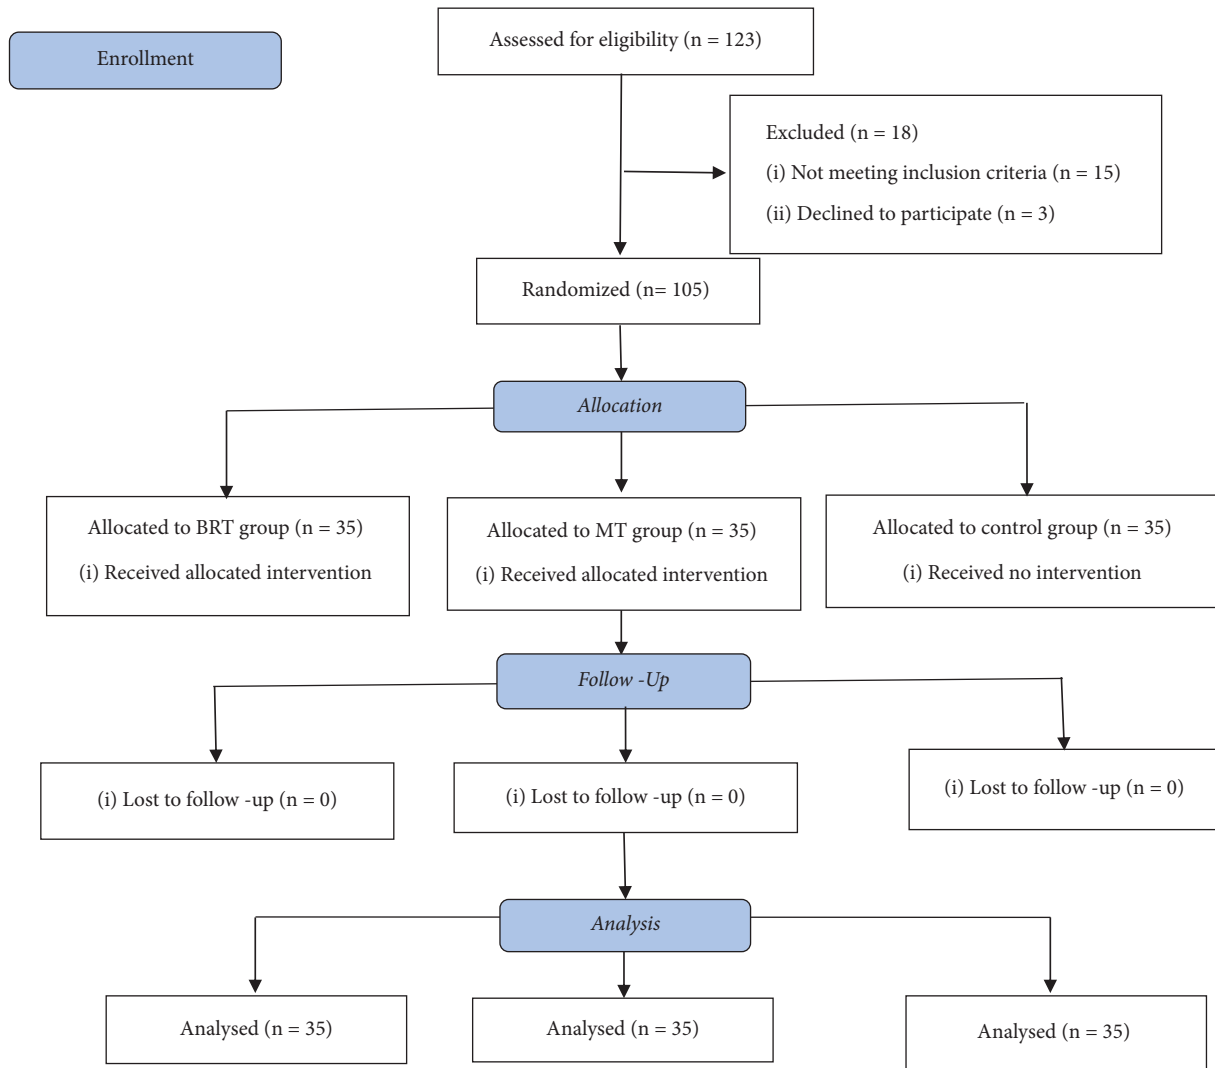 Assessed for eligibility (n = 123)
Enrollment
Excluded (n = 18)
(i) Not meeting inclusion criteria (n = 15)
(ii) Declined to participate (n = 3)
Randomized (n= 105)
Allocation
Allocated to BRT group (n = 35)
(i) Received allocated intervention
Allocated to MT group (n = 35)
(i) Received allocated intervention
Allocated to control group (n = 35)
(i) Received no intervention
Follow -Up
(i) Lost to follow -up (n = 0)
(i) Lost to follow -up (n = 0)
(i) Lost to follow -up (n = 0)
Analysis
Analysed (n = 35)
Analysed (n = 35)
Analysed (n = 35)